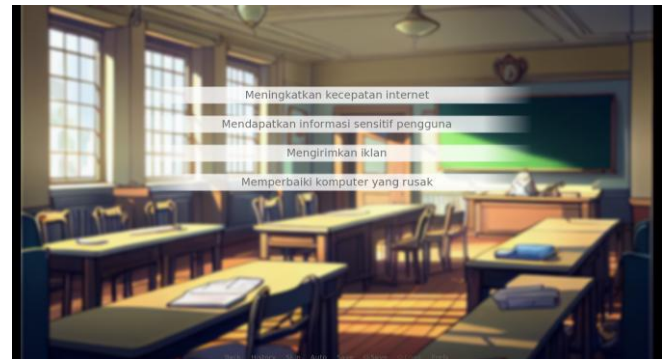 Meningkatkan kecepatan internet
Mendapatkan informasi sensitif pengguna
Mengirimkan iklan
Memperbaiki komputer yang rusak